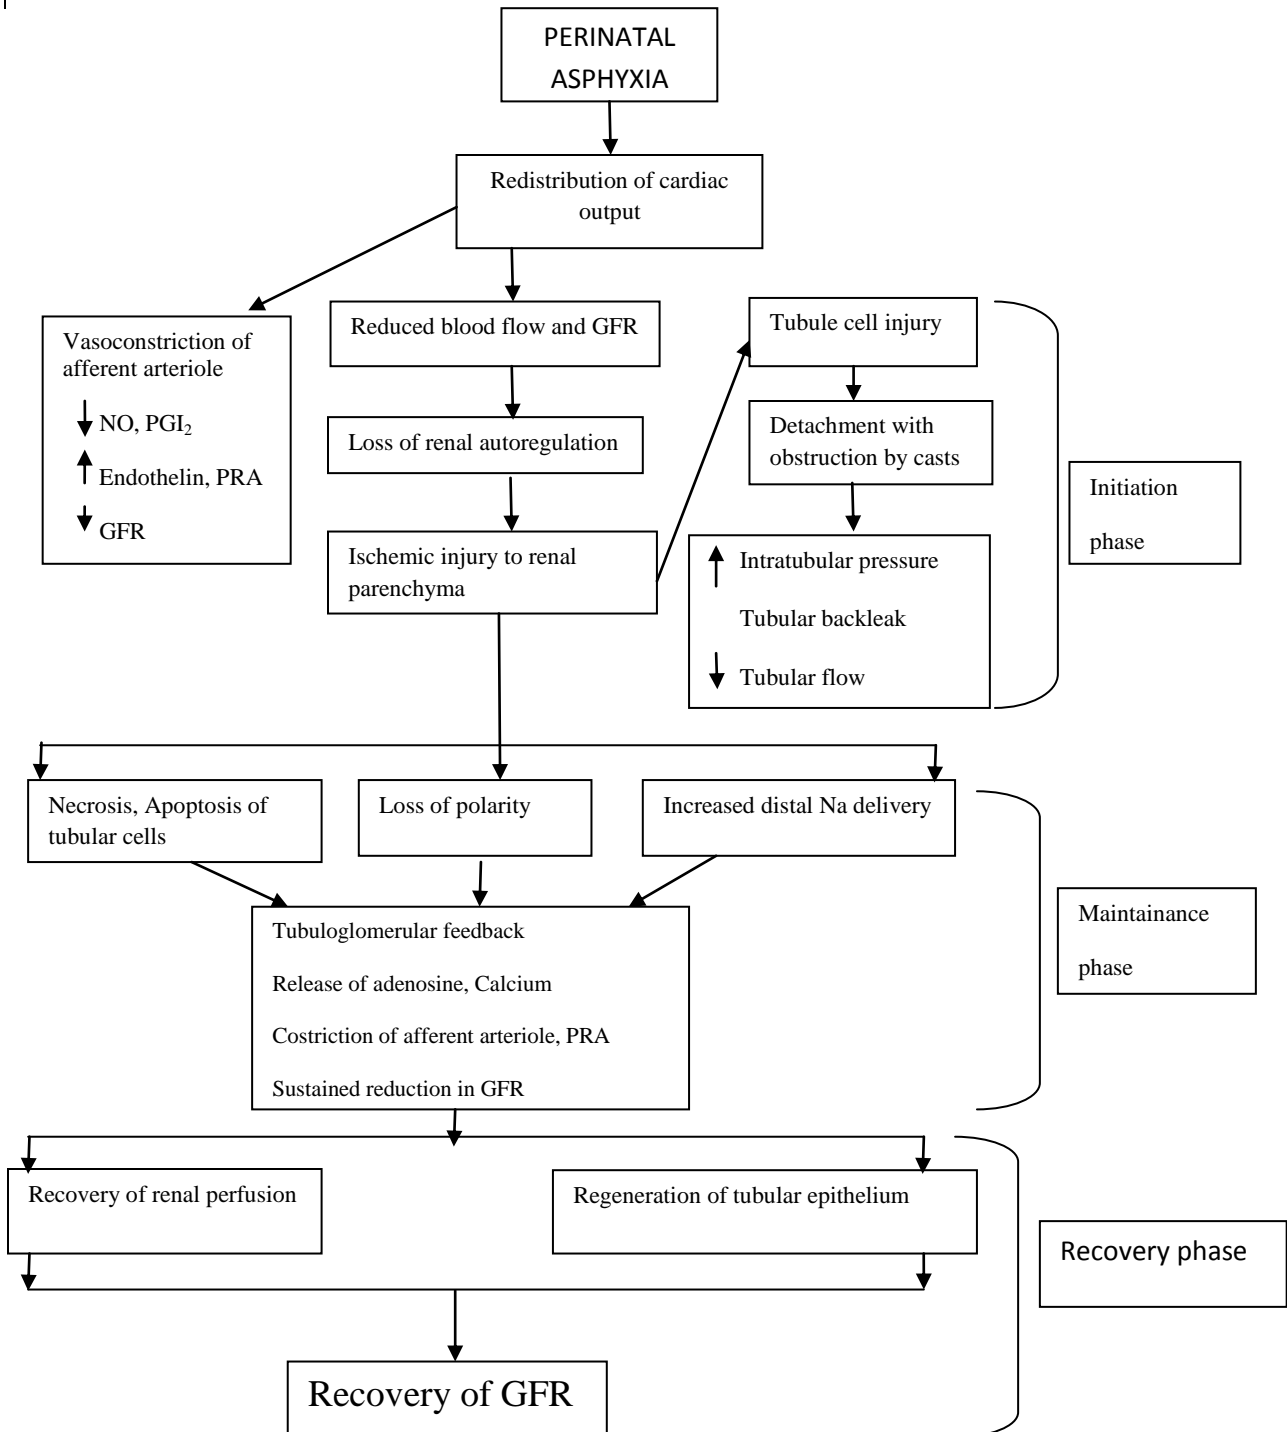 PERINATAL
ASPHYXIA
Redistribution of cardiac
output
Vasoconstriction of
afferent arteriole
NO, PGI₂
Endothelin, PRA
GFR
Reduced blood flow and GFR
Loss of renal autoregulation
Ischemic injury to renal
parenchyma
Tubule cell injury
Detachment with
obstruction by casts
Intratubular pressure
Tubular backleak
Tubular flow
Initiation
phase
Necrosis, Apoptosis of
tubular cells
Loss of polarity
Increased distal Na delivery
Tubuloglomerular feedback
Release of adenosine, Calcium
Costriction of afferent arteriole, PRA
Sustained reduction in GFR
Maintainance
phase
Recovery of renal perfusion
Regeneration of tubular epithelium
Recovery phase
Recovery of GFR